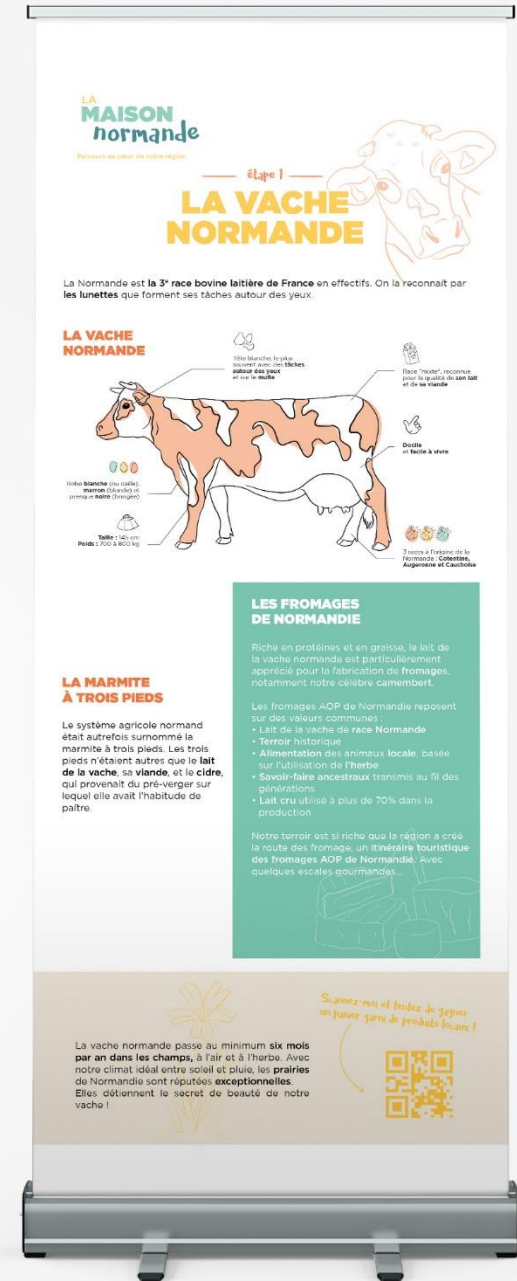 LA
MAISON
normande
Parcours au cœur de notre région
étape 1
LA VACHE
NORMANDE
La Normande est la 3e race bovine laitière de France en effectifs. On la reconnaît par
les lunettes que forment ses tâches autour des yeux.
LA VACHE
NORMANDE
Tête blanche, le plus
souvent avec des tâches
autour des yeux
et sur le mufle
Race "mixte", reconnue
pour la qualité de son lait
et de sa viande
Docile
et facile à vivre
Robe blanche (ou caille),
marron (blonde) et
presque noire (bringée)
Taille : 145 cm
Poids : 700 à 800 kg
3 races à l'origine de la
Normande : Cotentine,
Augeronne et Cauchoise
LA MARMITE
À TROIS PIEDS
Le système agricole normand
était autrefois surnommé la
marmite à trois pieds. Les trois
pieds n'étaient autres que le lait
de la vache, sa viande, et le cidre,
qui provenait du pré-verger sur
lequel elle avait l'habitude de
paître.
LES FROMAGES
DE NORMANDIE
Riche en protéines et en graisse, le lait de
la vache normande est particulièrement
apprécié pour la fabrication de fromages,
notamment notre célèbre camembert.
Les fromages AOP de Normandie reposent
sur des valeurs communes :
• Lait de la vache de race Normande
• Terroir historique
• Alimentation des animaux locale, basée
sur l'utilisation de l'herbe
• Savoir-faire ancestraux transmis au fil des
générations
• Lait cru utilisé à plus de 70% dans la
production
Notre terroir est si riche que la région a créé
la route des fromage, un itinéraire touristique
des fromages AOP de Normandie. Avec
quelques escales gourmandes...
La vache normande passe au minimum six mois
par an dans les champs, à l'air et à l'herbe. Avec
notre climat idéal entre soleil et pluie, les prairies
de Normandie sont réputées exceptionnelles.
Elles détiennent le secret de beauté de notre
vache !
Scannez-moi et tentez de gagner
un panier garni de produits locaux !